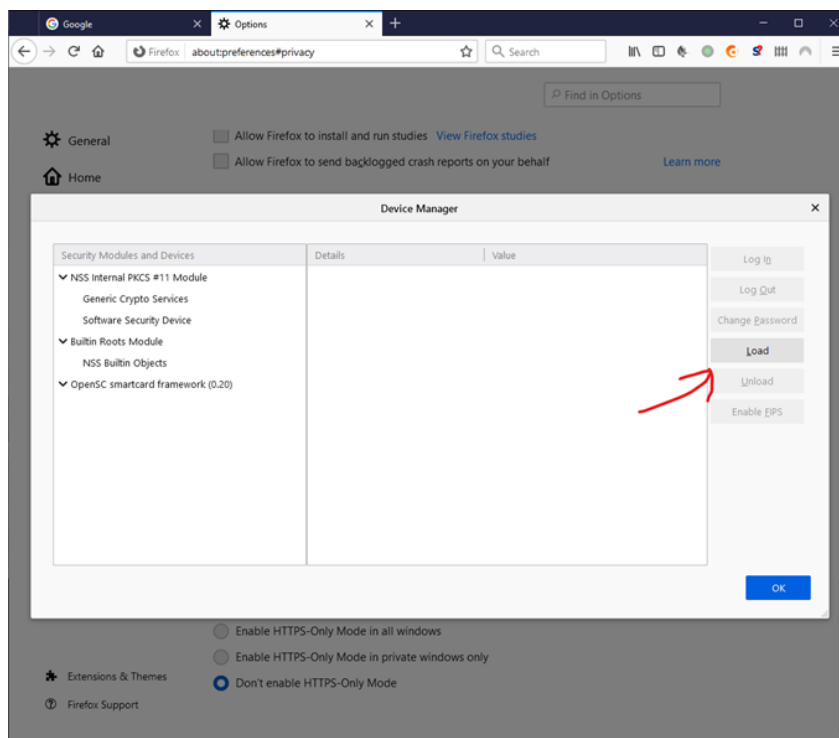 Google
Options
Firefox about:preferences#privacy
Search
Find in Options
General
Allow Firefox to install and run studies View Firefox studies
Allow Firefox to send backlogged crash reports on your behalf Learn more
Home
Device Manager
Security Modules and Devices Details Value
NSS Internal PKCS #11 Module
Generic Crypto Services
Software Security Device
Builtin Roots Module
NSS Builtin Objects
OpenSC smartcard framework (0.20)
Log In
Log Out
Change Password
Load
Unload
Enable FIPS
OK
Enable HTTPS-Only Mode in all windows
Enable HTTPS-Only Mode in private windows only
Don't enable HTTPS-Only Mode
Extensions & Themes
Firefox Support